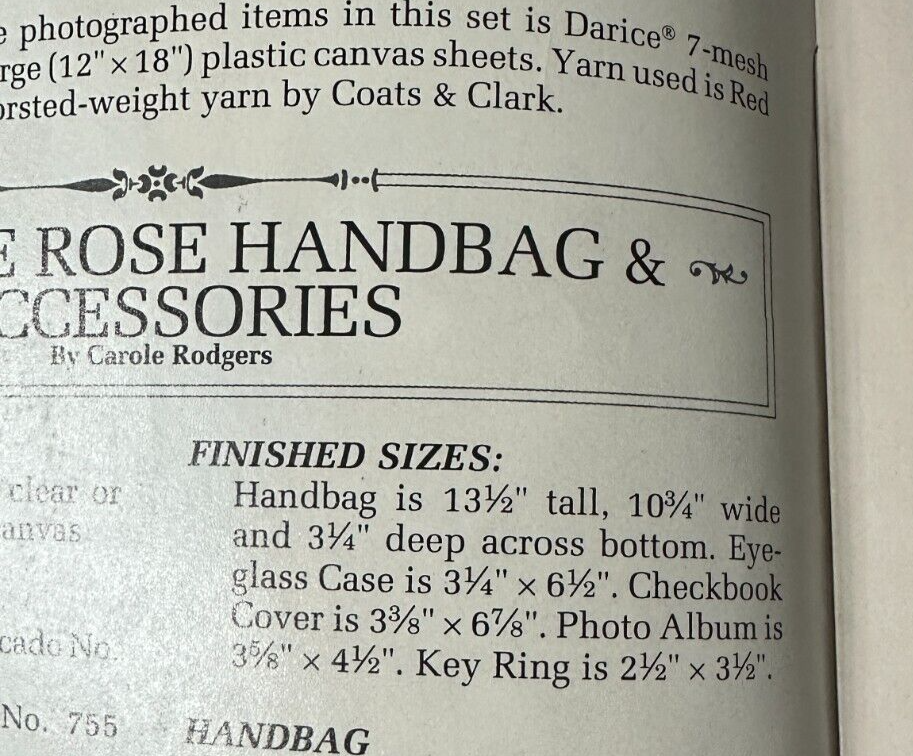 photographed items in this set is Darice® 7-mesh
(12" × 18") plastic canvas sheets. Yarn used is Red
orsted-weight yarn by Coats & Clark.
E ROSE HANDBAG &
CCESSORIES
By Carole Rodgers
clear or
anvas
cado No.
No. 755
FINISHED SIZES:
Handbag is 13½" tall, 10¾" wide
and 3¼" deep across bottom. Eye-
glass Case is 3¼" × 6½". Checkbook
Cover is 3⅜" × 6⅞". Photo Album is
3⅝" × 4½". Key Ring is 2½" × 3½".
HANDBAG